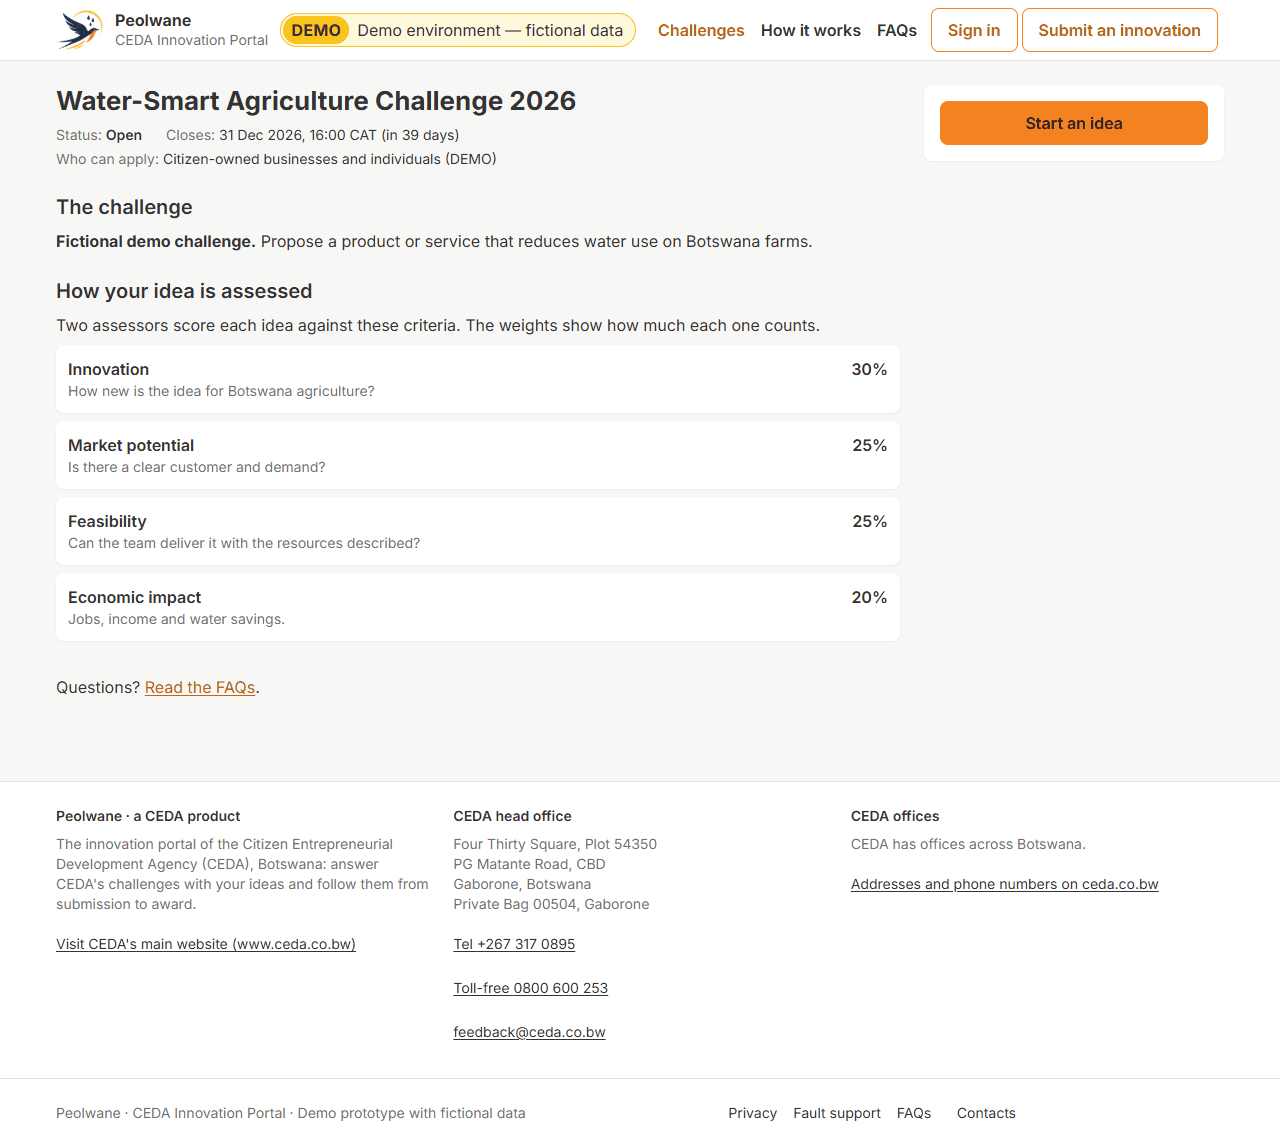 Peolwane
CEDA Innovation Portal
DEMO Demo environment — fictional data
Challenges
How it works
FAQs
Sign in
Submit an innovation
Water-Smart Agriculture Challenge 2026
Status: Open Closes: 31 Dec 2026, 16:00 CAT (in 39 days)
Who can apply: Citizen-owned businesses and individuals (DEMO)
Start an idea
The challenge
Fictional demo challenge. Propose a product or service that reduces water use on Botswana farms.
How your idea is assessed
Two assessors score each idea against these criteria. The weights show how much each one counts.
Innovation 30%
How new is the idea for Botswana agriculture?
Market potential 25%
Is there a clear customer and demand?
Feasibility 25%
Can the team deliver it with the resources described?
Economic impact 20%
Jobs, income and water savings.
Questions? Read the FAQs.
Peolwane · a CEDA product
The innovation portal of the Citizen Entrepreneurial
Development Agency (CEDA), Botswana: answer
CEDA's challenges with your ideas and follow them from
submission to award.
Visit CEDA's main website (www.ceda.co.bw)
CEDA head office
Four Thirty Square, Plot 54350
PG Matante Road, CBD
Gaborone, Botswana
Private Bag 00504, Gaborone
Tel +267 317 0895
Toll-free 0800 600 253
feedback@ceda.co.bw
CEDA offices
CEDA has offices across Botswana.
Addresses and phone numbers on ceda.co.bw
Peolwane · CEDA Innovation Portal · Demo prototype with fictional data
Privacy Fault support FAQs Contacts